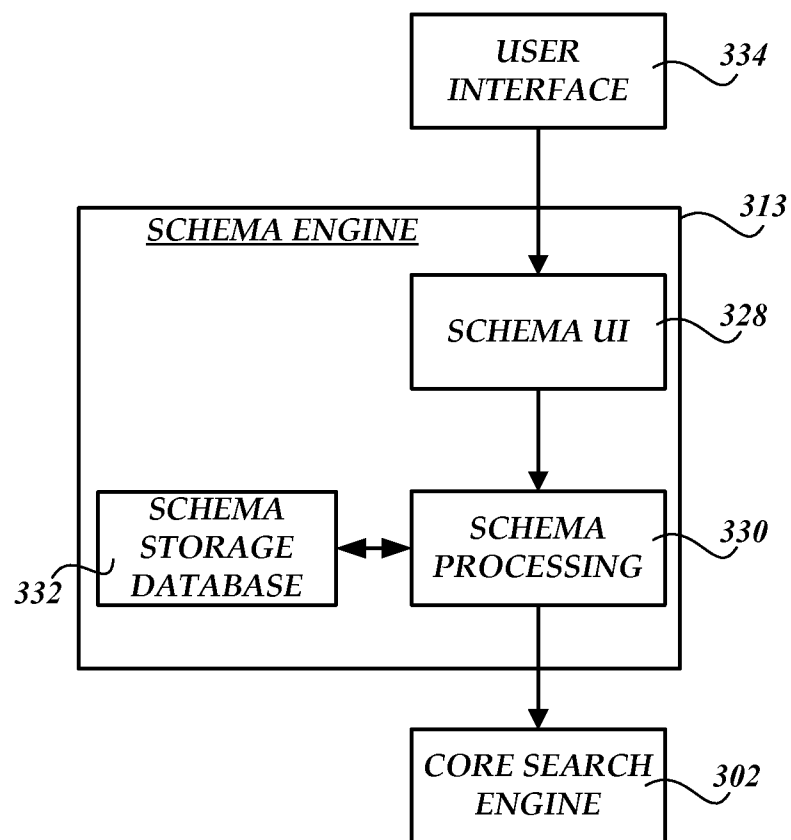 USER
INTERFACE
334
313
SCHEMA ENGINE
SCHEMA UI
328
SCHEMA
STORAGE
DATABASE
332
SCHEMA
PROCESSING
330
CORE SEARCH
ENGINE
302